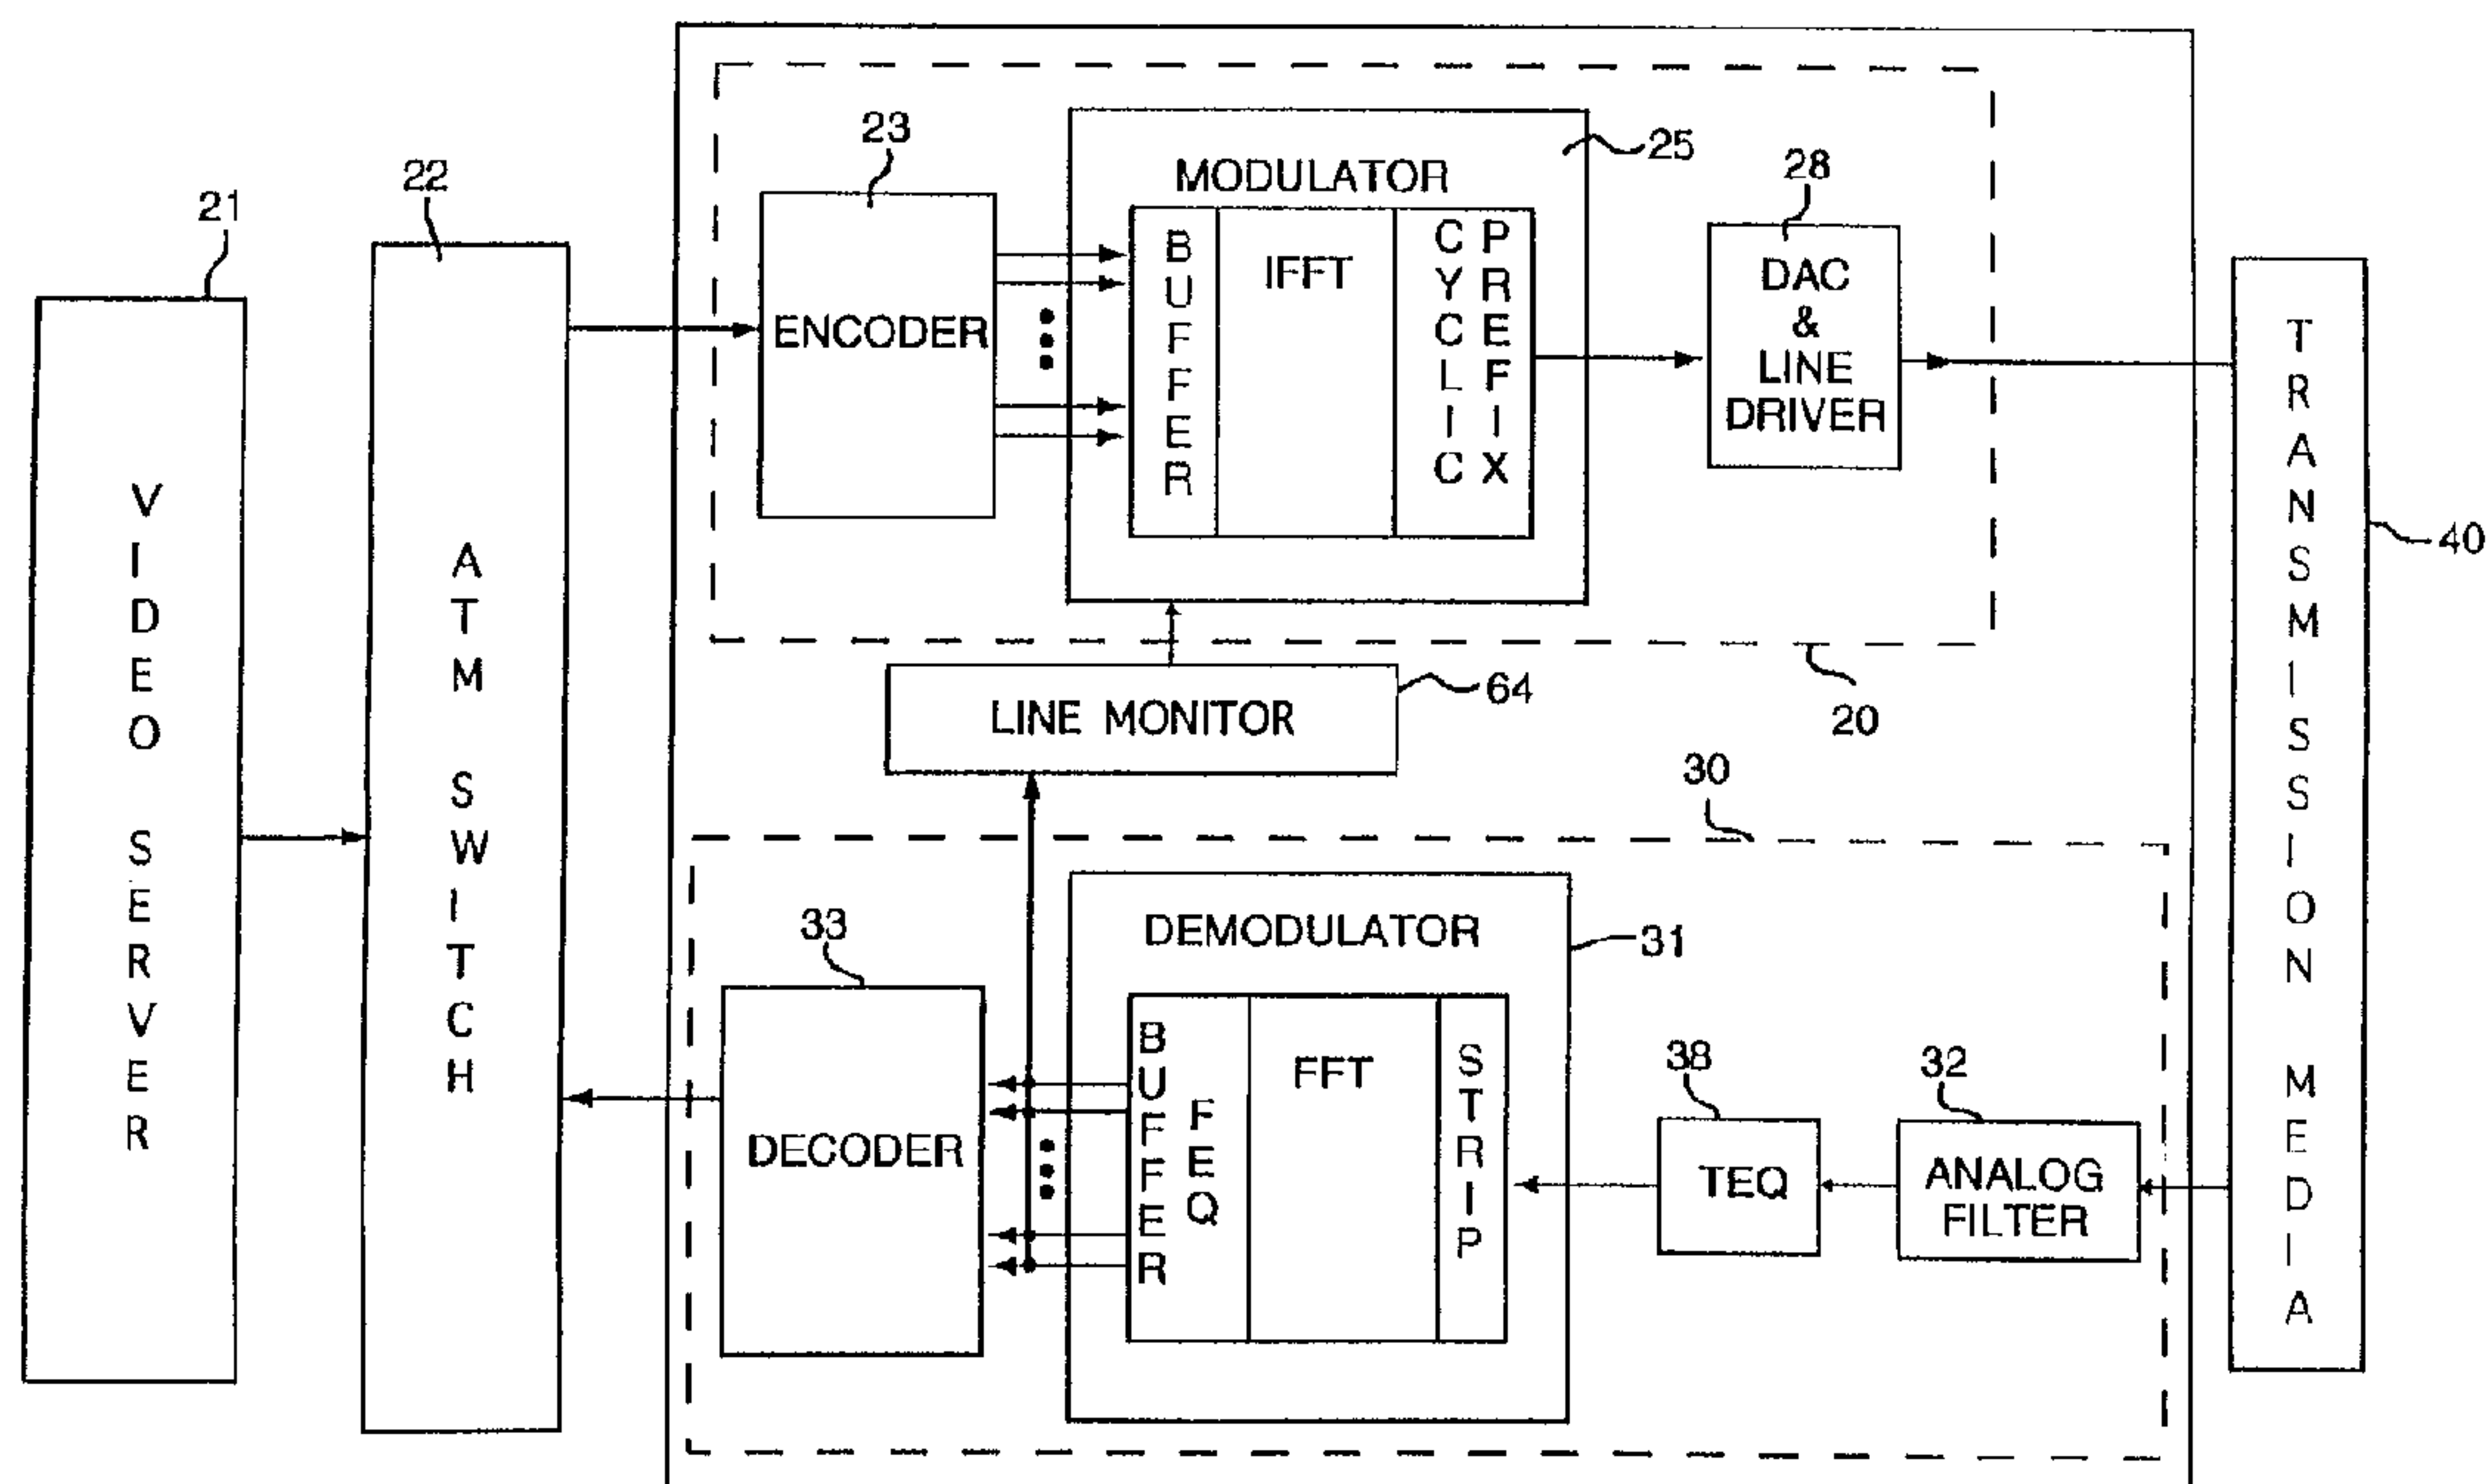 21
VIDEO SERVER
22
ATM SWITCH
23
ENCODER
25
MODULATOR
BUFFER
IFFT
CYCLIC
PREFIX
28
DAC
&
LINE
DRIVER
20
LINE MONITOR
64
30
33
DECODER
31
DEMODULATOR
BUFFER
FEQ
FFT
STRIP
38
TEQ
32
ANALOG
FILTER
TRANSMISSION MEDIA
40